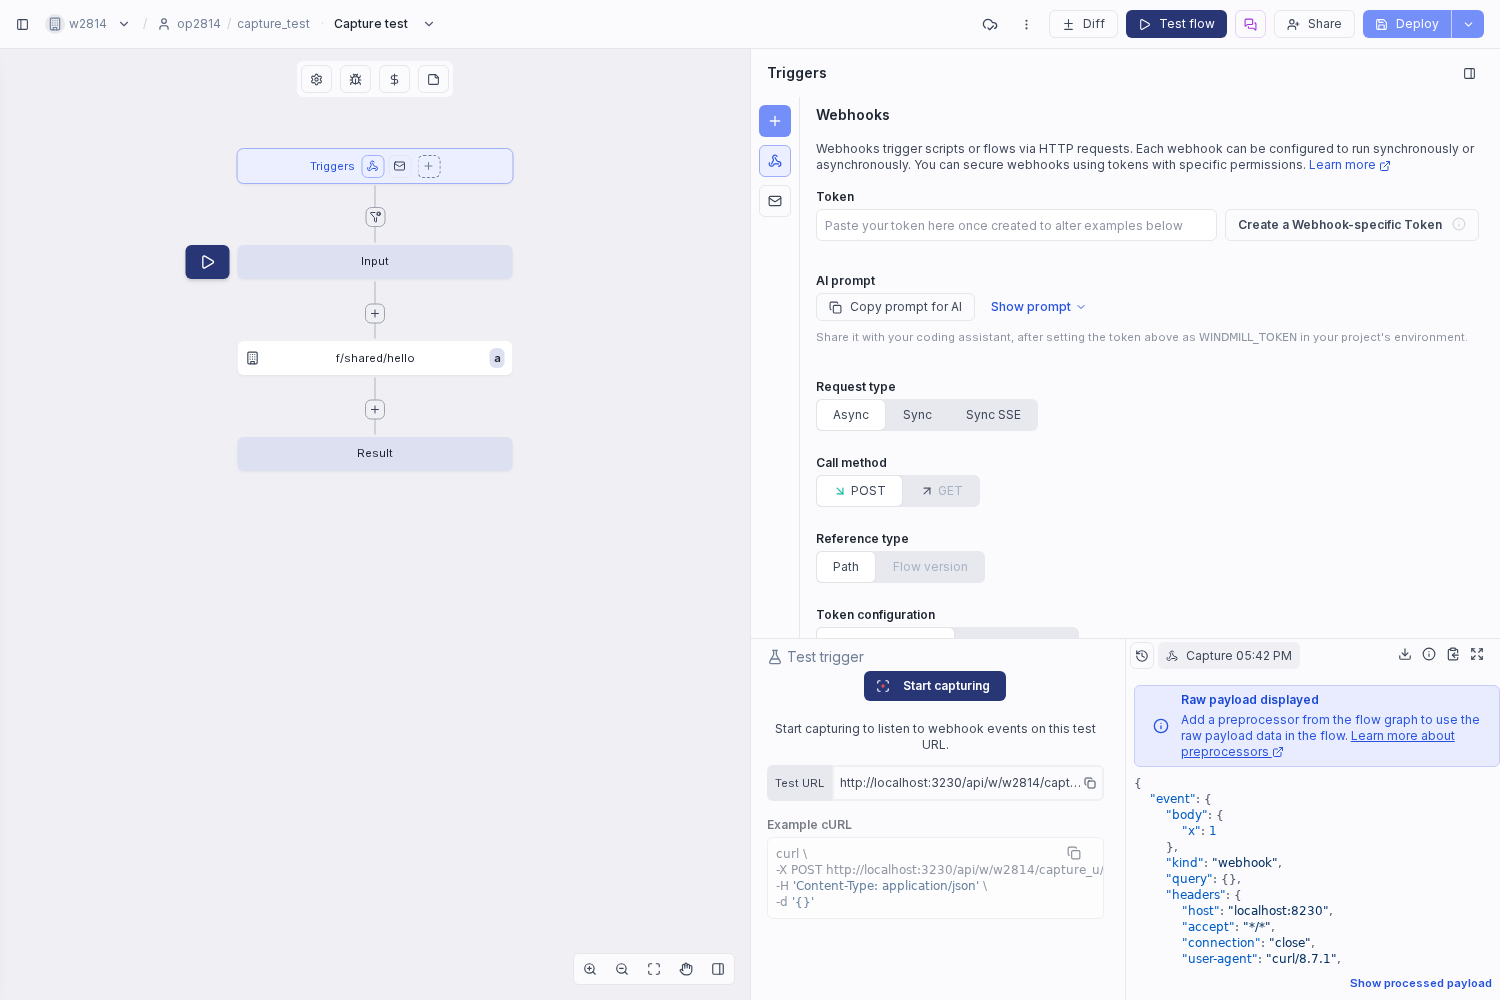 w2814 / op2814 / capture_test · Capture test
Diff
Test flow
Share
Deploy
Triggers
Input
f/shared/hello
a
Result
Triggers
Webhooks
Webhooks trigger scripts or flows via HTTP requests. Each webhook can be configured to run synchronously or
asynchronously. You can secure webhooks using tokens with specific permissions. Learn more
Token
Paste your token here once created to alter examples below
Create a Webhook-specific Token
AI prompt
Copy prompt for AI
Show prompt
Share it with your coding assistant, after setting the token above as WINDMILL_TOKEN in your project's environment.
Request type
Async Sync Sync SSE
Call method
POST GET
Reference type
Path Flow version
Token configuration
Test trigger
Start capturing
Start capturing to listen to webhook events on this test
URL.
Test URL http://localhost:3230/api/w/w2814/capt...
Example cURL
curl \
-X POST http://localhost:3230/api/w/w2814/capture_u/
-H 'Content-Type: application/json' \
-d '{}'
Capture 05:42 PM
Raw payload displayed
Add a preprocessor from the flow graph to use the
raw payload data in the flow. Learn more about
preprocessors
{
"event": {
"body": {
"x": 1
},
"kind": "webhook",
"query": {},
"headers": {
"host": "localhost:8230",
"accept": "*/*",
"connection": "close",
"user-agent": "curl/8.7.1",
Show processed payload